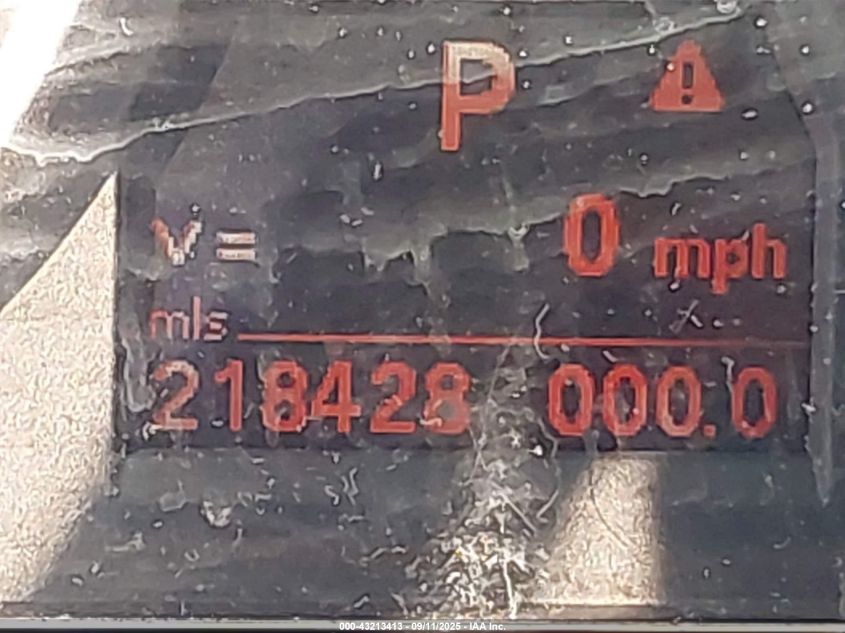 P
V = 0 mph
mls
218428 000.0
000-43213413 - 09/11/2025 - IAA Inc.